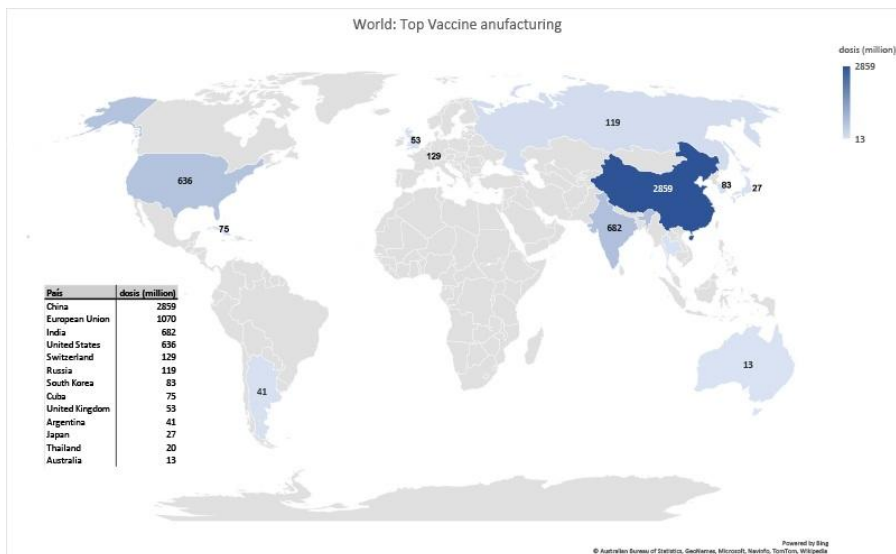 World: Top Vaccine anufacturing
dosis (million)
2859
13
119
53
129
636
2859
83
27
682
75
País dosis (million)
China 2859
European Union 1070
India 682
United States 636
Switzerland 129
Russia 119
South Korea 83
Cuba 75
United Kingdom 53
Argentina 41
Japan 27
Thailand 20
Australia 13
41
13
Powered by Bing
© Australian Bureau of Statistics, GeoNames, Microsoft, Navinfo, TomTom, Wikipedia